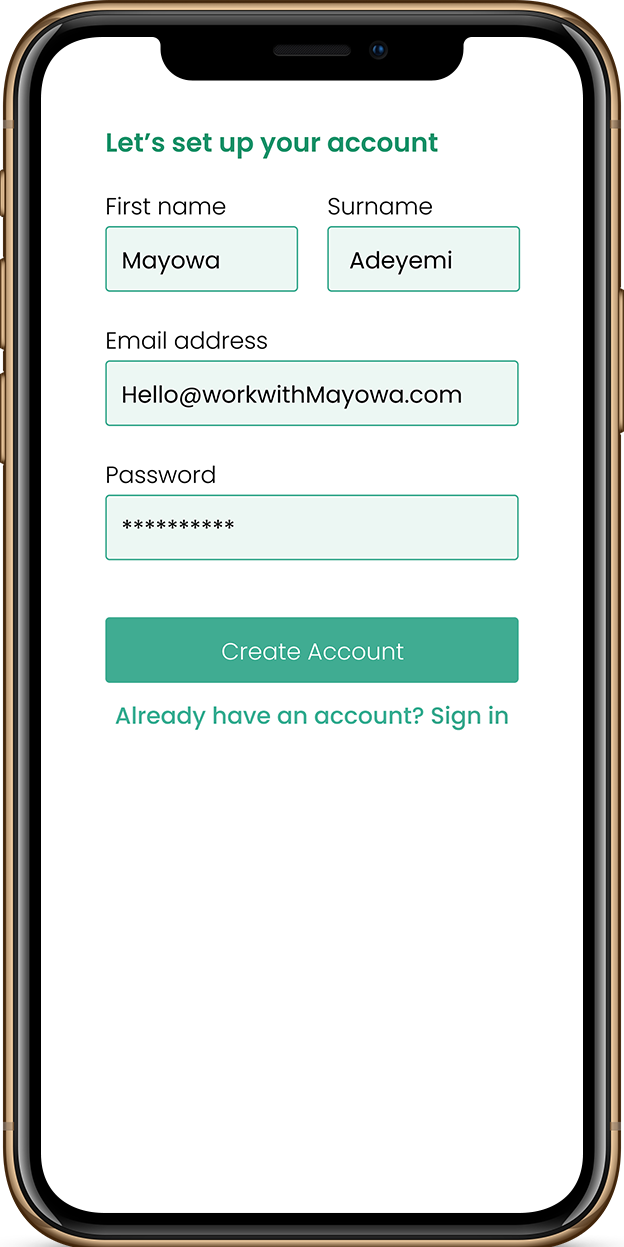 Let’s set up your account
First name Surname
Mayowa Adeyemi
Email address
Hello@workwithMayowa.com
Password
**********
Create Account
Already have an account? Sign in